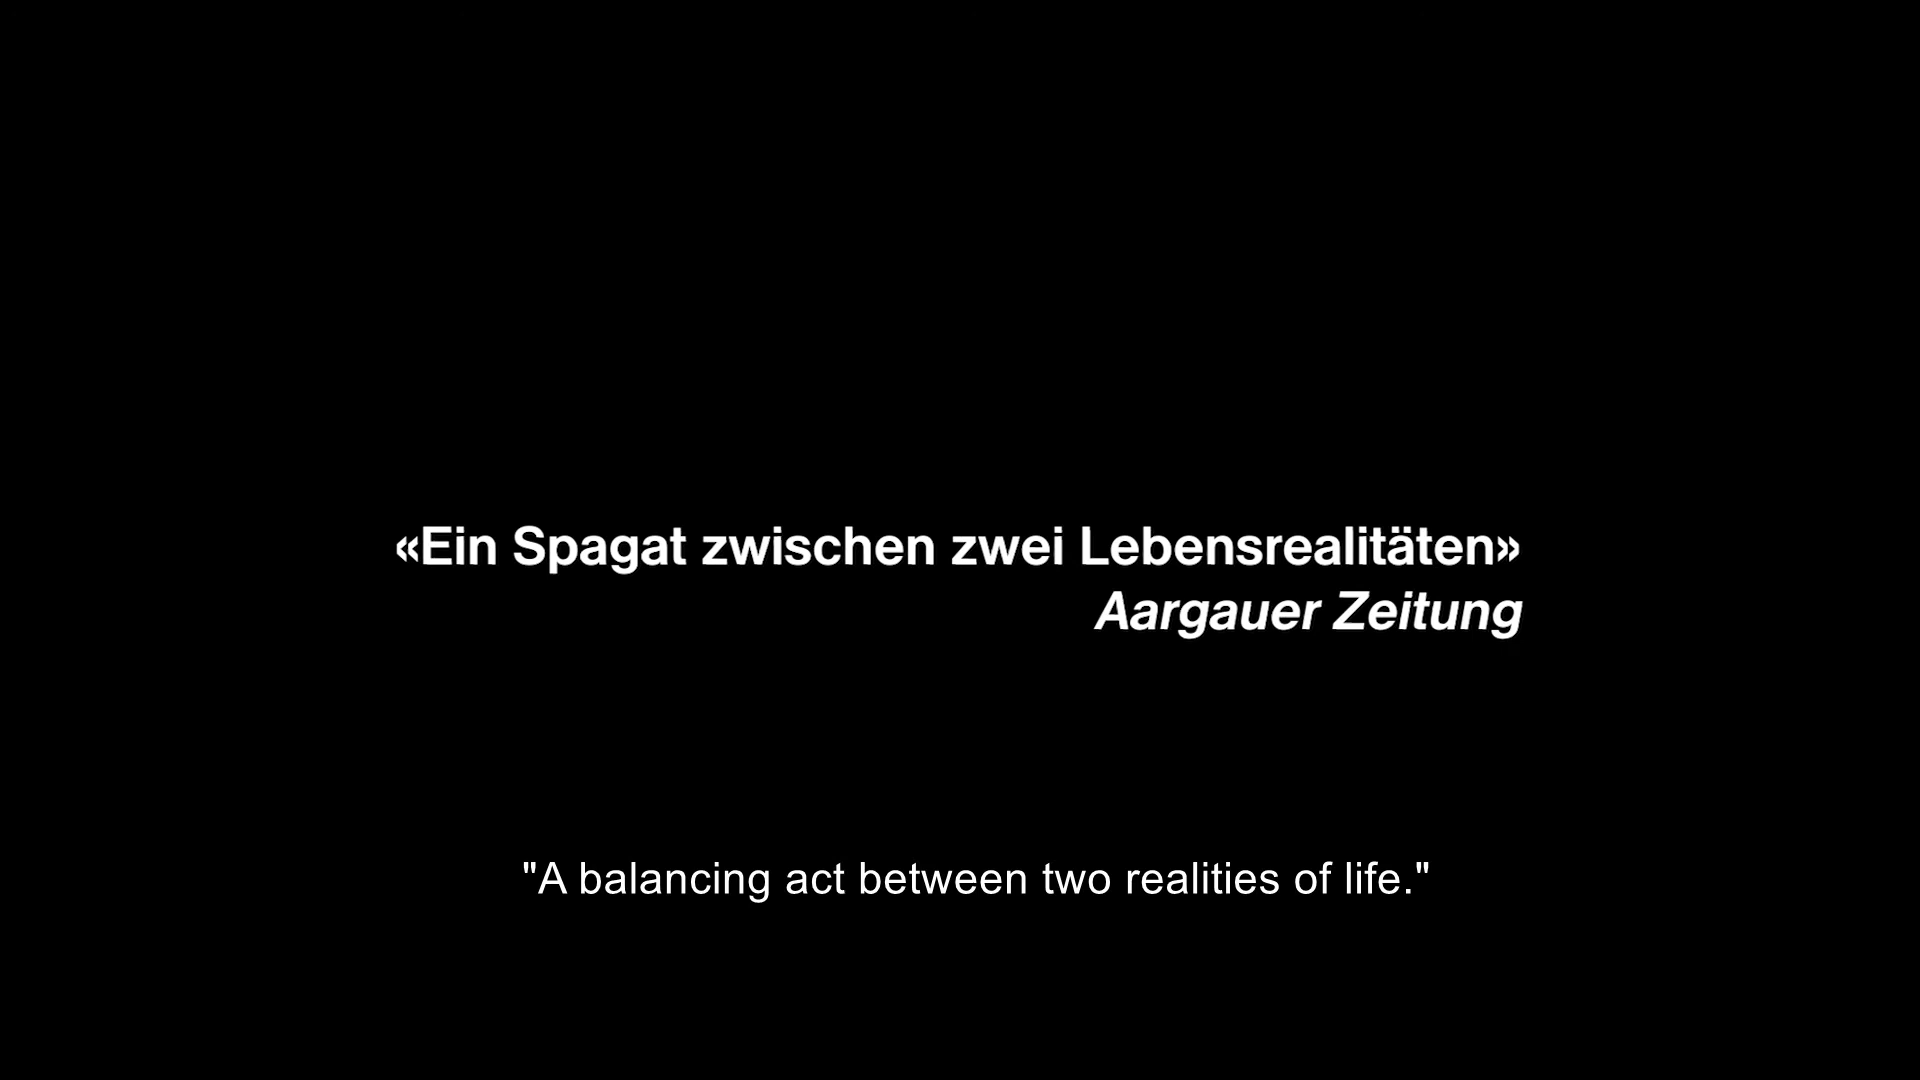 «Ein Spagat zwischen zwei Lebensrealitäten»
Aargauer Zeitung
"A balancing act between two realities of life."